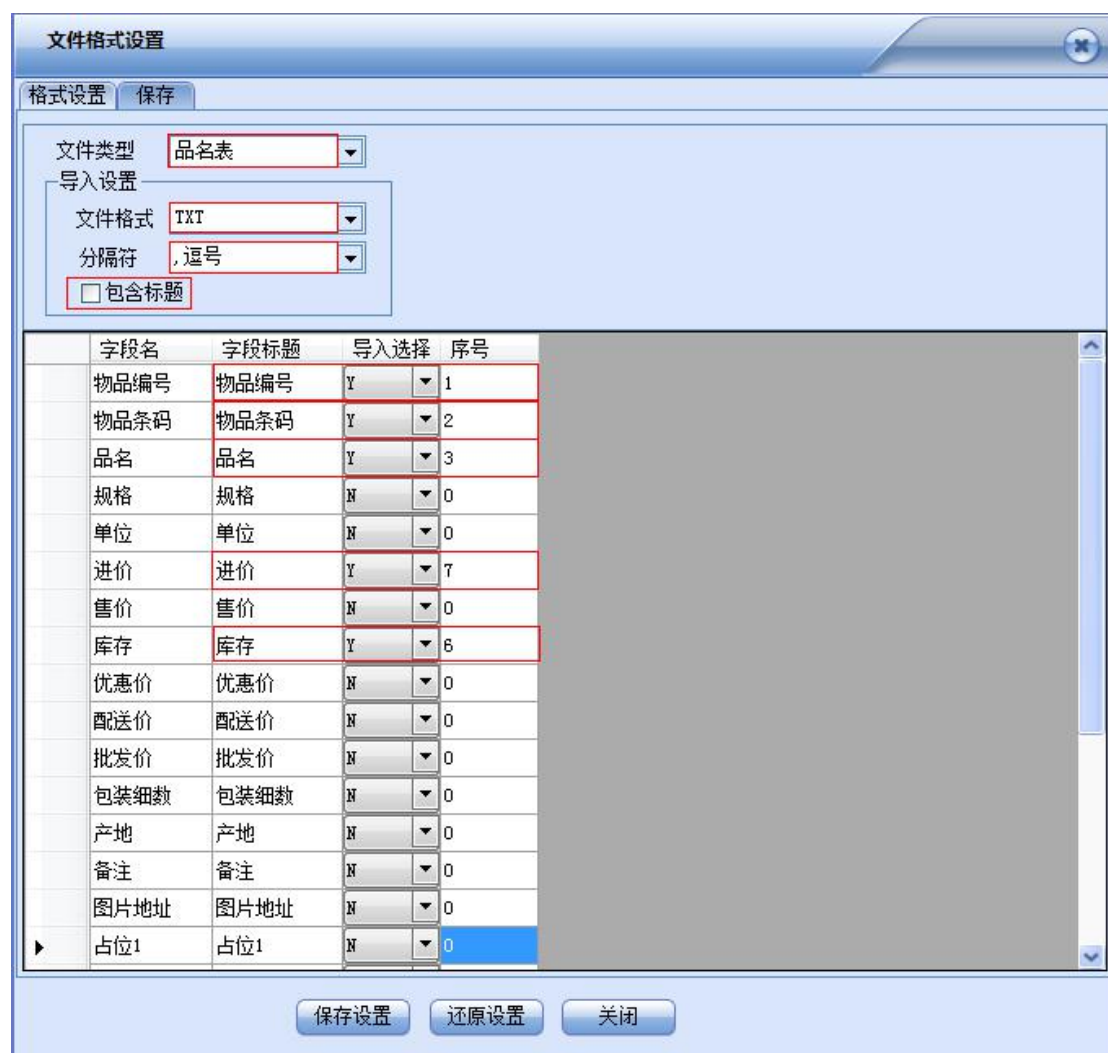 文件格式设置
格式设置 保存
文件类型 品名表
导入设置
文件格式 TXT
分隔符 ,逗号
包含标题
字段名 字段标题 导入选择 序号
物品编号 物品编号 Y 1
物品条码 物品条码 Y 2
品名 品名 Y 3
规格 规格 N 0
单位 单位 N 0
进价 进价 Y 7
售价 售价 N 0
库存 库存 Y 6
优惠价 优惠价 N 0
配送价 配送价 N 0
批发价 批发价 N 0
包装细数 包装细数 N 0
产地 产地 N 0
备注 备注 N 0
图片地址 图片地址 N 0
占位1 占位1 N 0
保存设置 还原设置 关闭